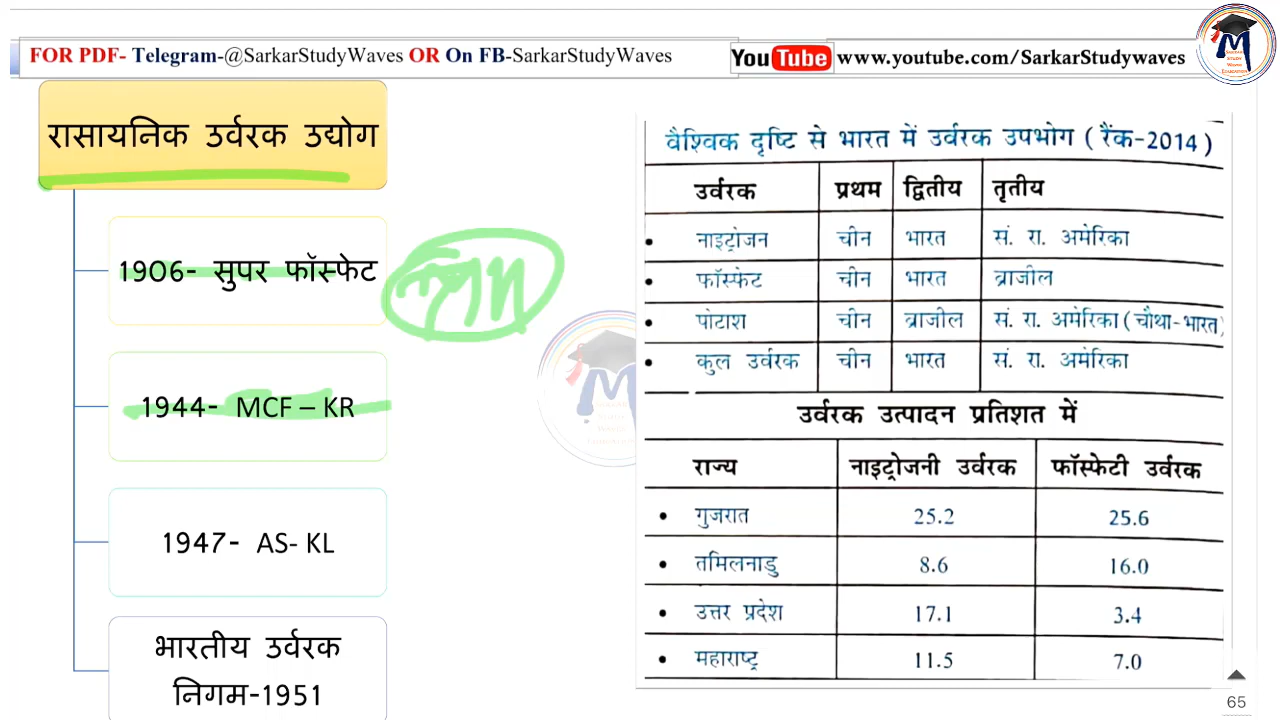 FOR PDF- Telegram-@SarkarStudyWaves OR On FB-SarkarStudyWaves
YouTube www.youtube.com/SarkarStudywaves
SARKAR
STUDY
WAVES
EDUCATION
रासायनिक उर्वरक उद्योग
1906- सुपर फॉस्फेट
1944- MCF – KR
1947- AS- KL
भारतीय उर्वरक
निगम-1951
वैश्विक दृष्टि से भारत में उर्वरक उपभोग (रैंक-2014)
उर्वरक प्रथम द्वितीय तृतीय
• नाइट्रोजन चीन भारत सं. रा. अमेरिका
• फॉस्फेट चीन भारत ब्राजील
• पोटाश चीन ब्राजील सं. रा. अमेरिका (चौथा-भारत)
• कुल उर्वरक चीन भारत सं. रा. अमेरिका
उर्वरक उत्पादन प्रतिशत में
राज्य नाइट्रोजनी उर्वरक फॉस्फेटी उर्वरक
• गुजरात 25.2 25.6
• तमिलनाडु 8.6 16.0
• उत्तर प्रदेश 17.1 3.4
• महाराष्ट्र 11.5 7.0
65